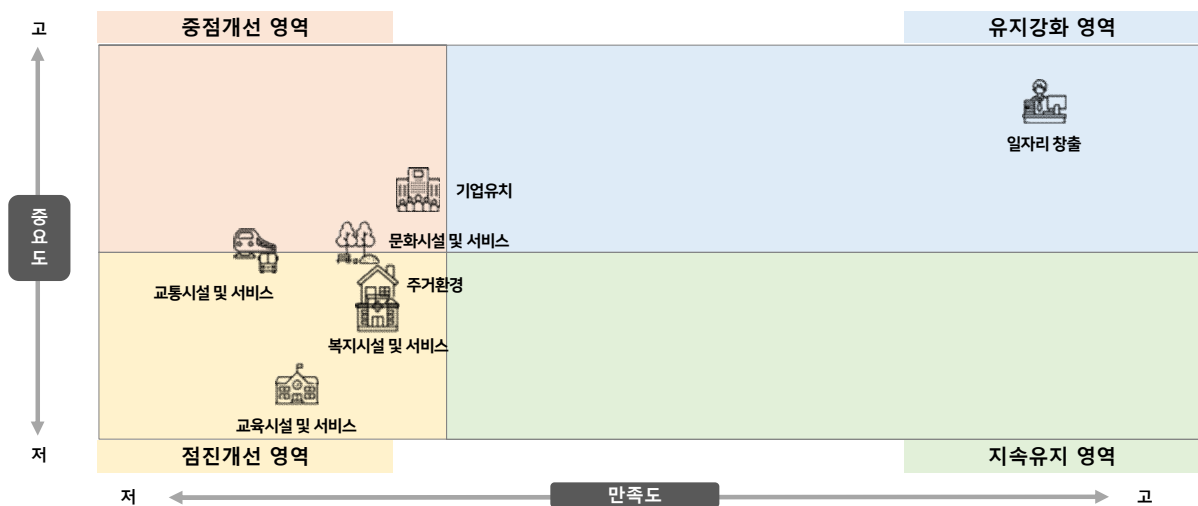 고
중점개선 영역
유지강화 영역
일자리 창출
기업유치
문화시설 및 서비스
중요도
교통시설 및 서비스
주거환경
복지시설 및 서비스
교육시설 및 서비스
저
점진개선 영역
지속유지 영역
저
만족도
고